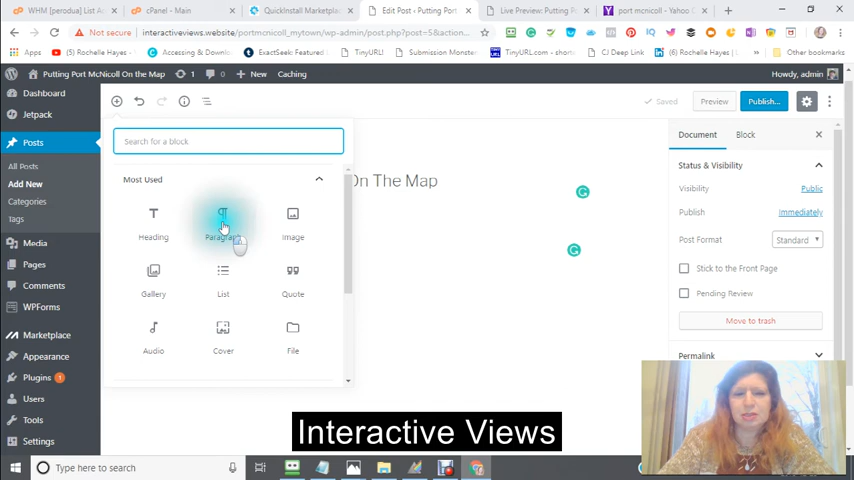 WHM [perodua] List Ac
cPanel - Main
QuickInstall Marketplac
Edit Post ‹ Putting Port
Live Preview: Putting P
port mcnicoll - Yahoo C
Not secure
interactiveviews.website/portmcnicoll_mytown/wp-admin/post.php?post=5&action
Apps
Rochelle Hayes
Accessing & Downlo
ExactSeek: Featured
TinyURL!
Submission Monster
TinyURL.com - shorte
CJ Deep Link
Rochelle Hayes
Other bookmarks
Putting Port McNicoll On The Map
1
0
New
Caching
Howdy, admin
Dashboard
Jetpack
Posts
All Posts
Add New
Categories
Tags
Media
Pages
Comments
WPForms
Marketplace
Appearance
Plugins 1
Users
Tools
Settings
Search for a block
Most Used
Heading
Paragraph
Image
Gallery
List
Quote
Audio
Cover
File
On The Map
Saved
Preview
Publish...
Document
Block
Status & Visibility
Visibility
Public
Publish
Immediately
Post Format
Standard
Stick to the Front Page
Pending Review
Move to trash
Permalink
Interactive Views
Type here to search